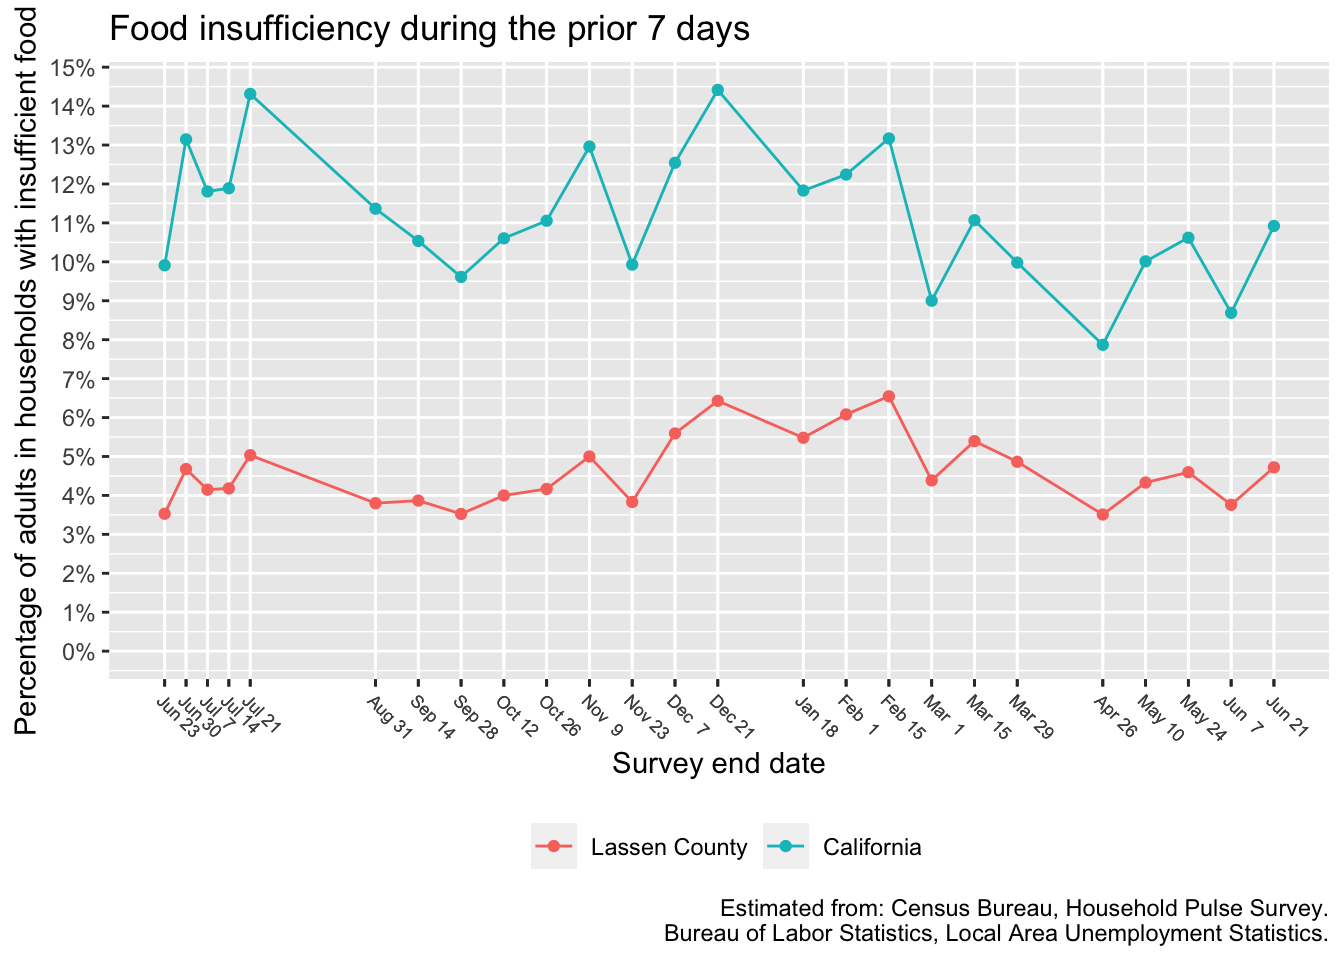 Food insufficiency during the prior 7 days
Percentage of adults in households with insufficient food
15%
14%
13%
12%
11%
10%
9%
8%
7%
6%
5%
4%
3%
2%
1%
0%
Jun 23
Jun 30
Jul 7
Jul 14
Jul 21
Aug 31
Sep 14
Sep 28
Oct 12
Oct 26
Nov 9
Nov 23
Dec 7
Dec 21
Jan 18
Feb 1
Feb 15
Mar 1
Mar 15
Mar 29
Apr 26
May 10
May 24
Jun 7
Jun 21
Survey end date
Lassen County
California
Estimated from: Census Bureau, Household Pulse Survey.
Bureau of Labor Statistics, Local Area Unemployment Statistics.